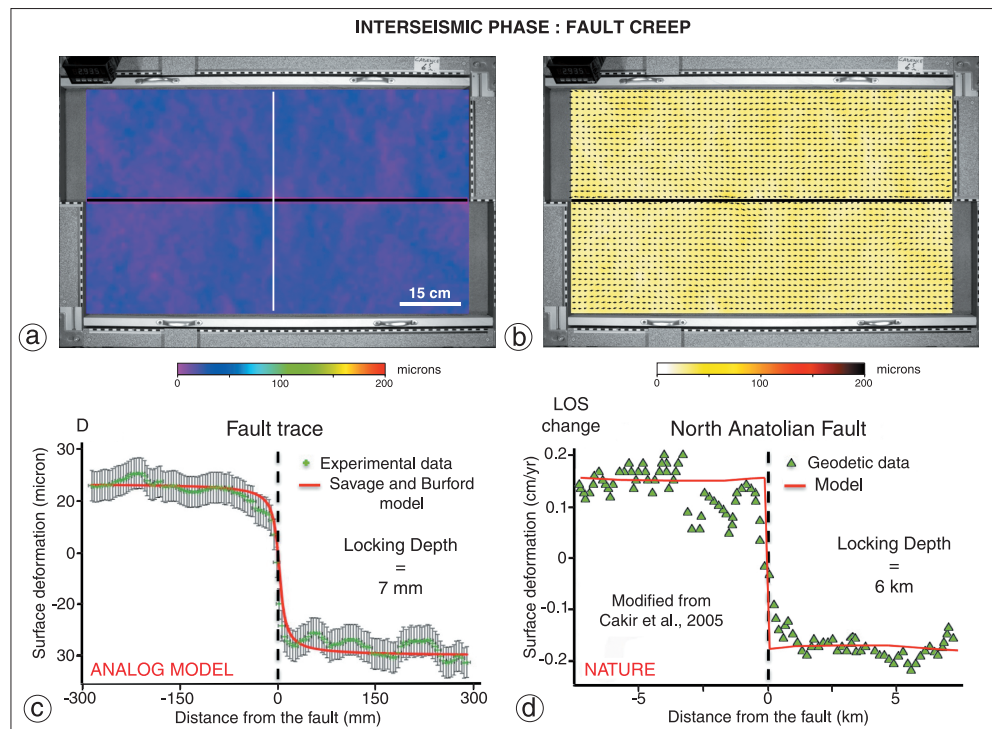 INTERSEISMIC PHASE : FAULT CREEP
15 cm
a
b
0 100 200 microns
0 100 200 microns
D
Fault trace
30
20
0
-20
30
Surface deformation (micron)
Experimental data
Savage and Burford
model
Locking Depth
=
7 mm
ANALOG MODEL
-300 -150 0 150 300
Distance from the fault (mm)
c
LOS
change
North Anatolian Fault
0.2
0.1
0
-0.1
-0.2
Surface deformation (cm/yr)
Geodetic data
Model
Locking Depth
=
6 km
Modified from
Cakir et al., 2005
NATURE
-5 0 5
Distance from the fault (km)
d